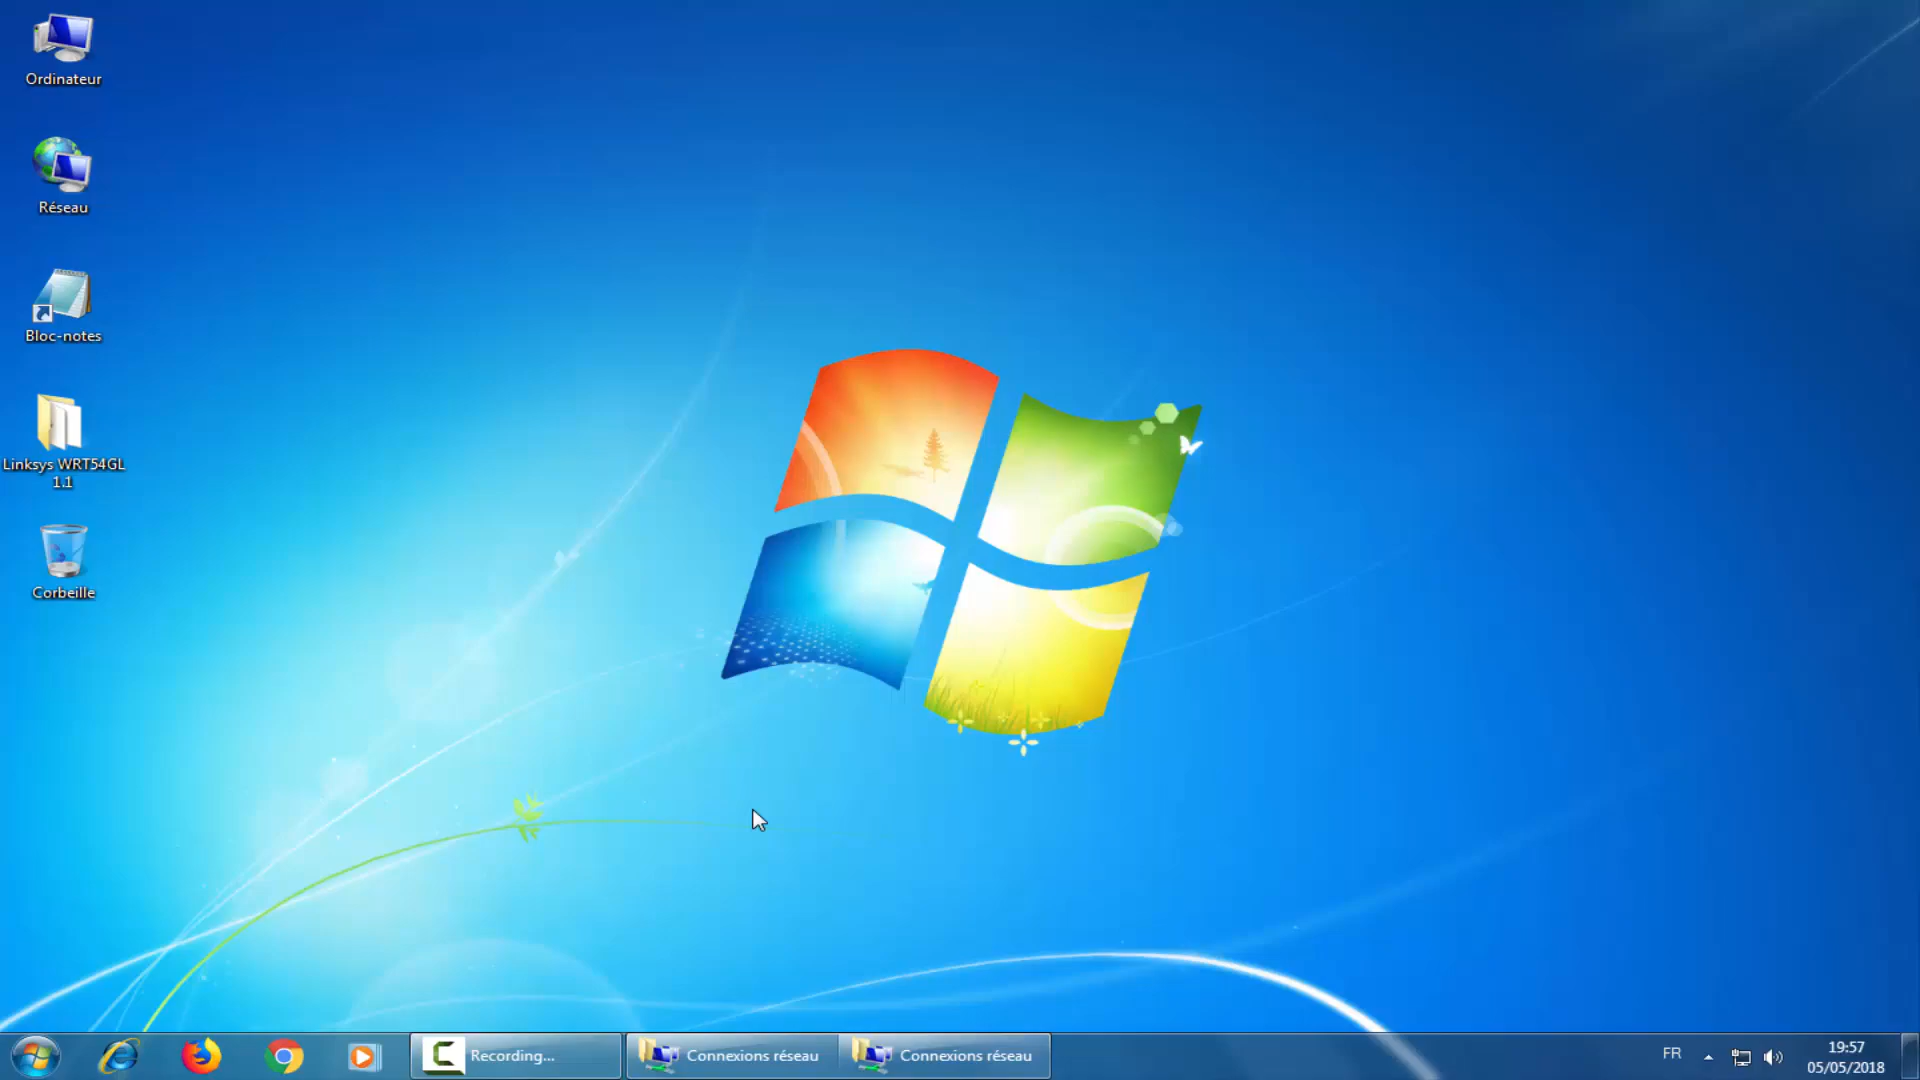 Ordinateur
Réseau
Bloc-notes
Linksys WRT54GL
1.1
Corbeille
Recording...
Connexions réseau
Connexions réseau
FR
19:57
05/05/2018